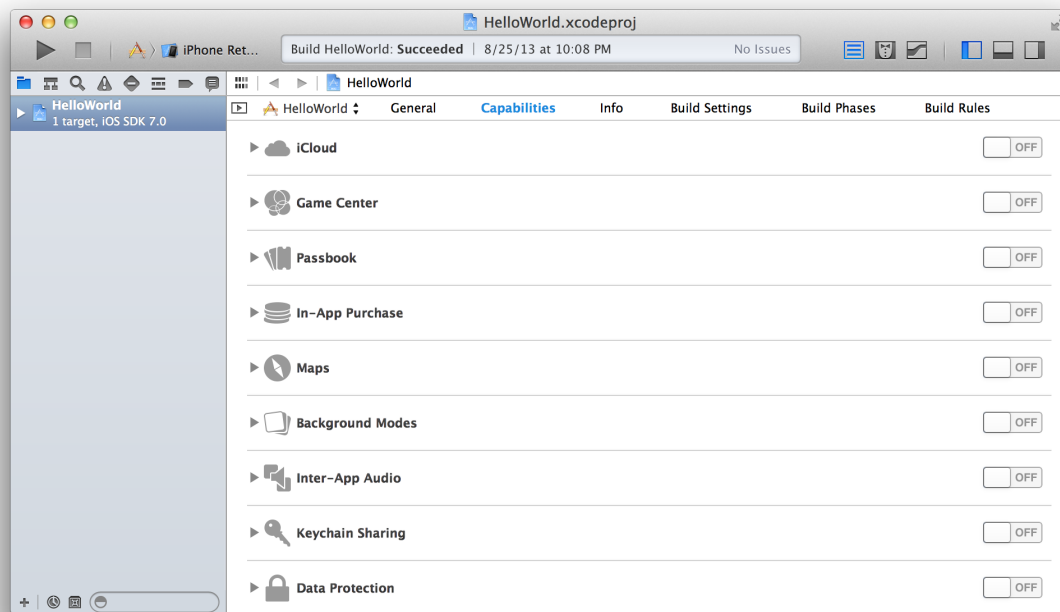 HelloWorld.xcodeproj
iPhone Ret...
Build HelloWorld: Succeeded | 8/25/13 at 10:08 PM No Issues
HelloWorld
HelloWorld
1 target, iOS SDK 7.0
HelloWorld General Capabilities Info Build Settings Build Phases Build Rules
iCloud OFF
Game Center OFF
Passbook OFF
In-App Purchase OFF
Maps OFF
Background Modes OFF
Inter-App Audio OFF
Keychain Sharing OFF
Data Protection OFF